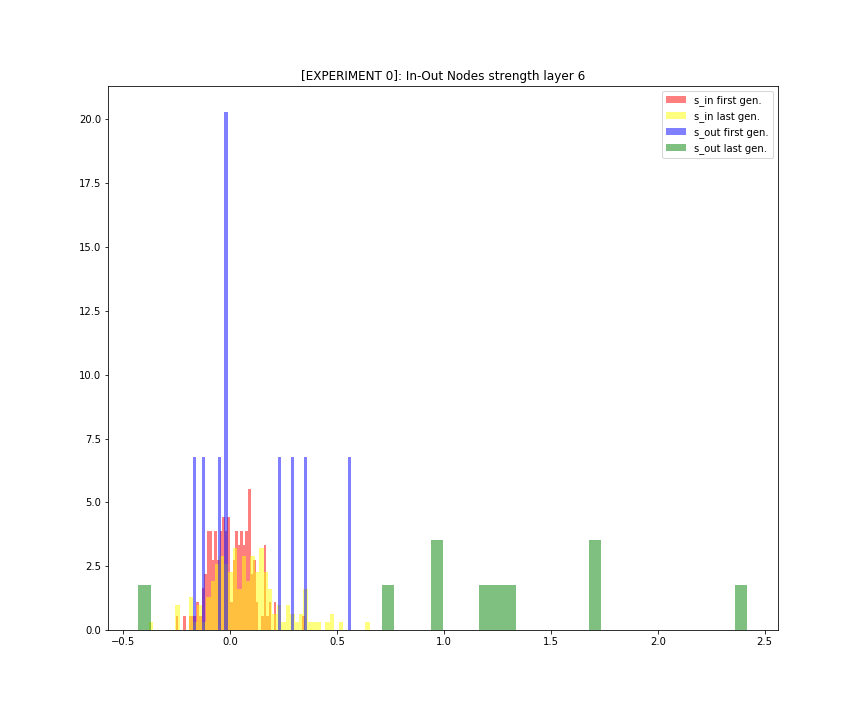 [EXPERIMENT 0]: In-Out Nodes strength layer 6
s_in first gen.
s_in last gen.
s_out first gen.
s_out last gen.
20.0
17.5
15.0
12.5
10.0
7.5
5.0
2.5
0.0
−0.5 0.0 0.5 1.0 1.5 2.0 2.5